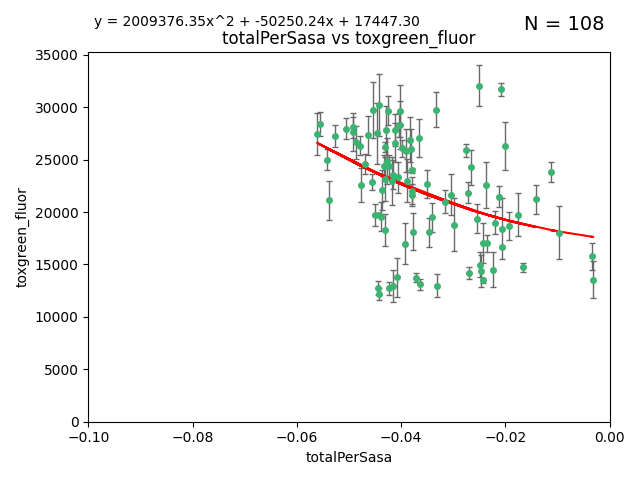 y = 2009376.35x^2 + -50250.24x + 17447.30
N = 108
totalPerSasa vs toxgreen_fluor
35000
30000
25000
20000
15000
10000
5000
0
toxgreen_fluor
−0.10 −0.08 −0.06 −0.04 −0.02 0.00
totalPerSasa